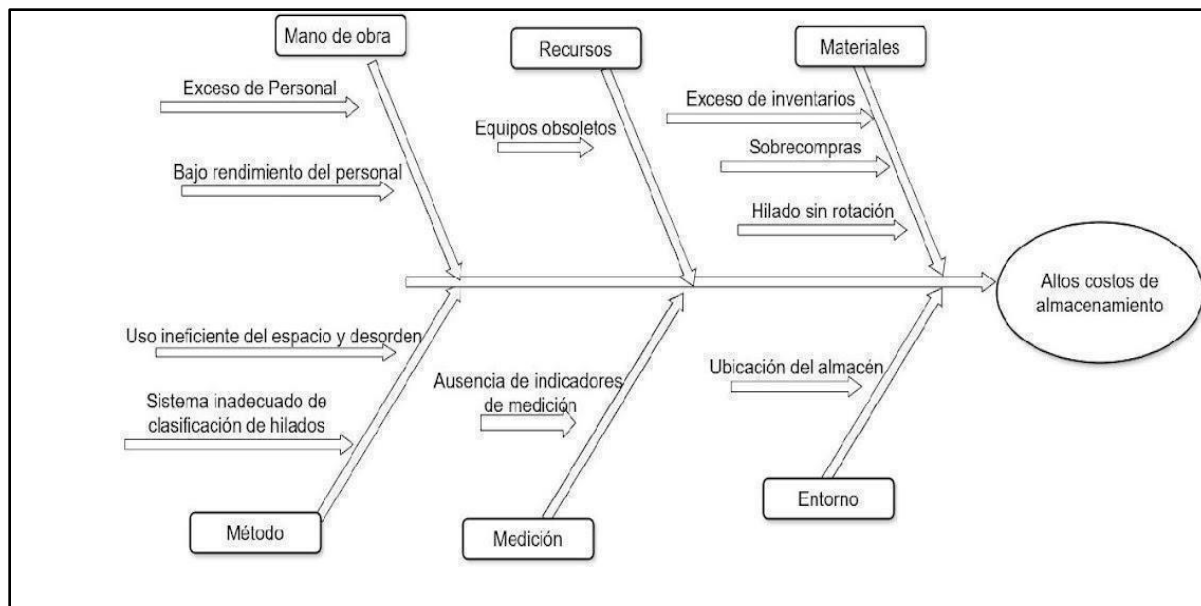 Mano de obra
Recursos
Materiales
Exceso de Personal
Exceso de inventarios
Equipos obsoletos
Sobrecompras
Bajo rendimiento del personal
Hilado sin rotación
Altos costos de
almacenamiento
Uso ineficiente del espacio y desorden
Ubicación del almacén
Ausencia de indicadores
de medición
Sistema inadecuado de
clasificación de hilados
Entorno
Método
Medición